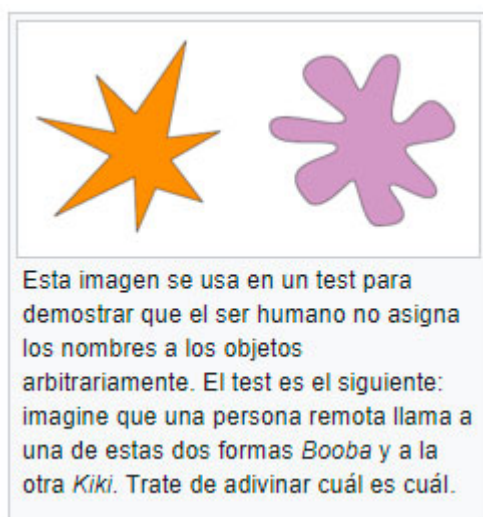 Esta imagen se usa en un test para
demostrar que el ser humano no asigna
los nombres a los objetos
arbitrariamente. El test es el siguiente:
imagine que una persona remota llama a
una de estas dos formas Booba y a la
otra Kiki. Trate de adivinar cuál es cuál.